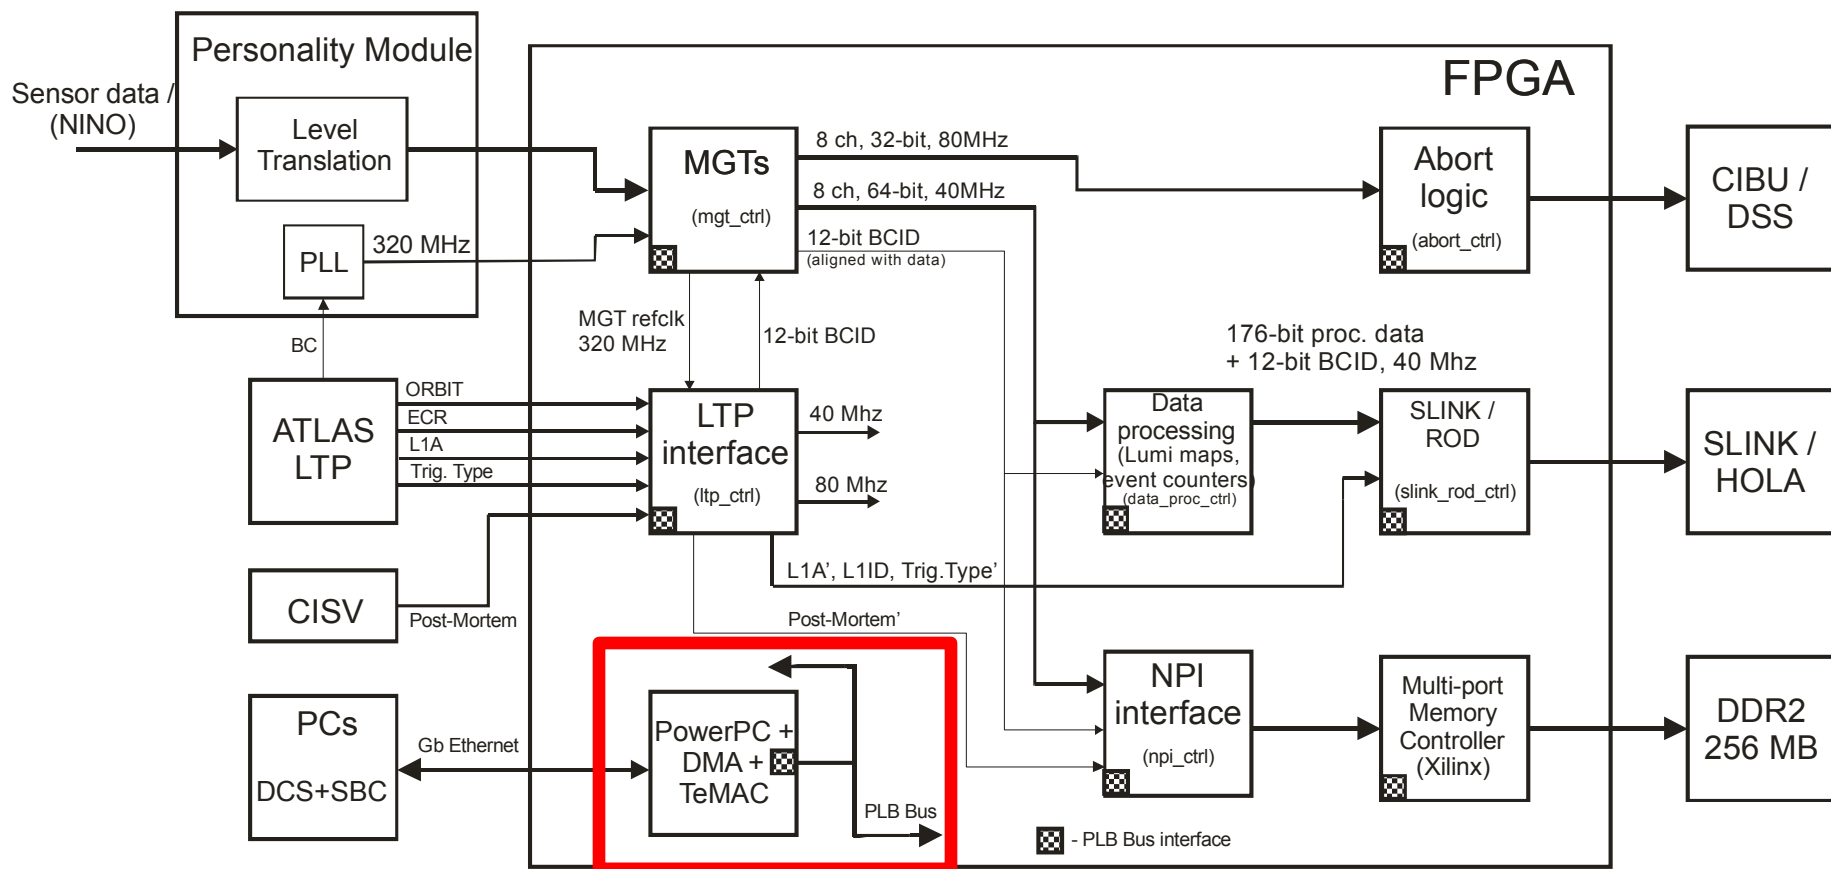 Personality Module
FPGA
Sensor data /
(NINO)
Level
Translation
MGTs
(mgt_ctrl)
8 ch, 32-bit, 80MHz
8 ch, 64-bit, 40MHz
12-bit BCID
(aligned with data)
Abort
logic
(abort_ctrl)
CIBU /
DSS
PLL
320 MHz
BC
MGT refclk
320 MHz
12-bit BCID
176-bit proc. data
+ 12-bit BCID, 40 Mhz
ATLAS
LTP
ORBIT
ECR
L1A
Trig. Type
LTP
interface
(ltp_ctrl)
40 Mhz
80 Mhz
Data
processing
(Lumi maps,
event counters)
(data_proc_ctrl)
SLINK /
ROD
(slink_rod_ctrl)
SLINK /
HOLA
L1A’, L1ID, Trig.Type’
CISV
Post-Mortem
Post-Mortem’
PCs
DCS+SBC
Gb Ethernet
PowerPC +
DMA +
TeMAC
PLB Bus
NPI
interface
(npi_ctrl)
Multi-port
Memory
Controller
(Xilinx)
DDR2
256 MB
- PLB Bus interface